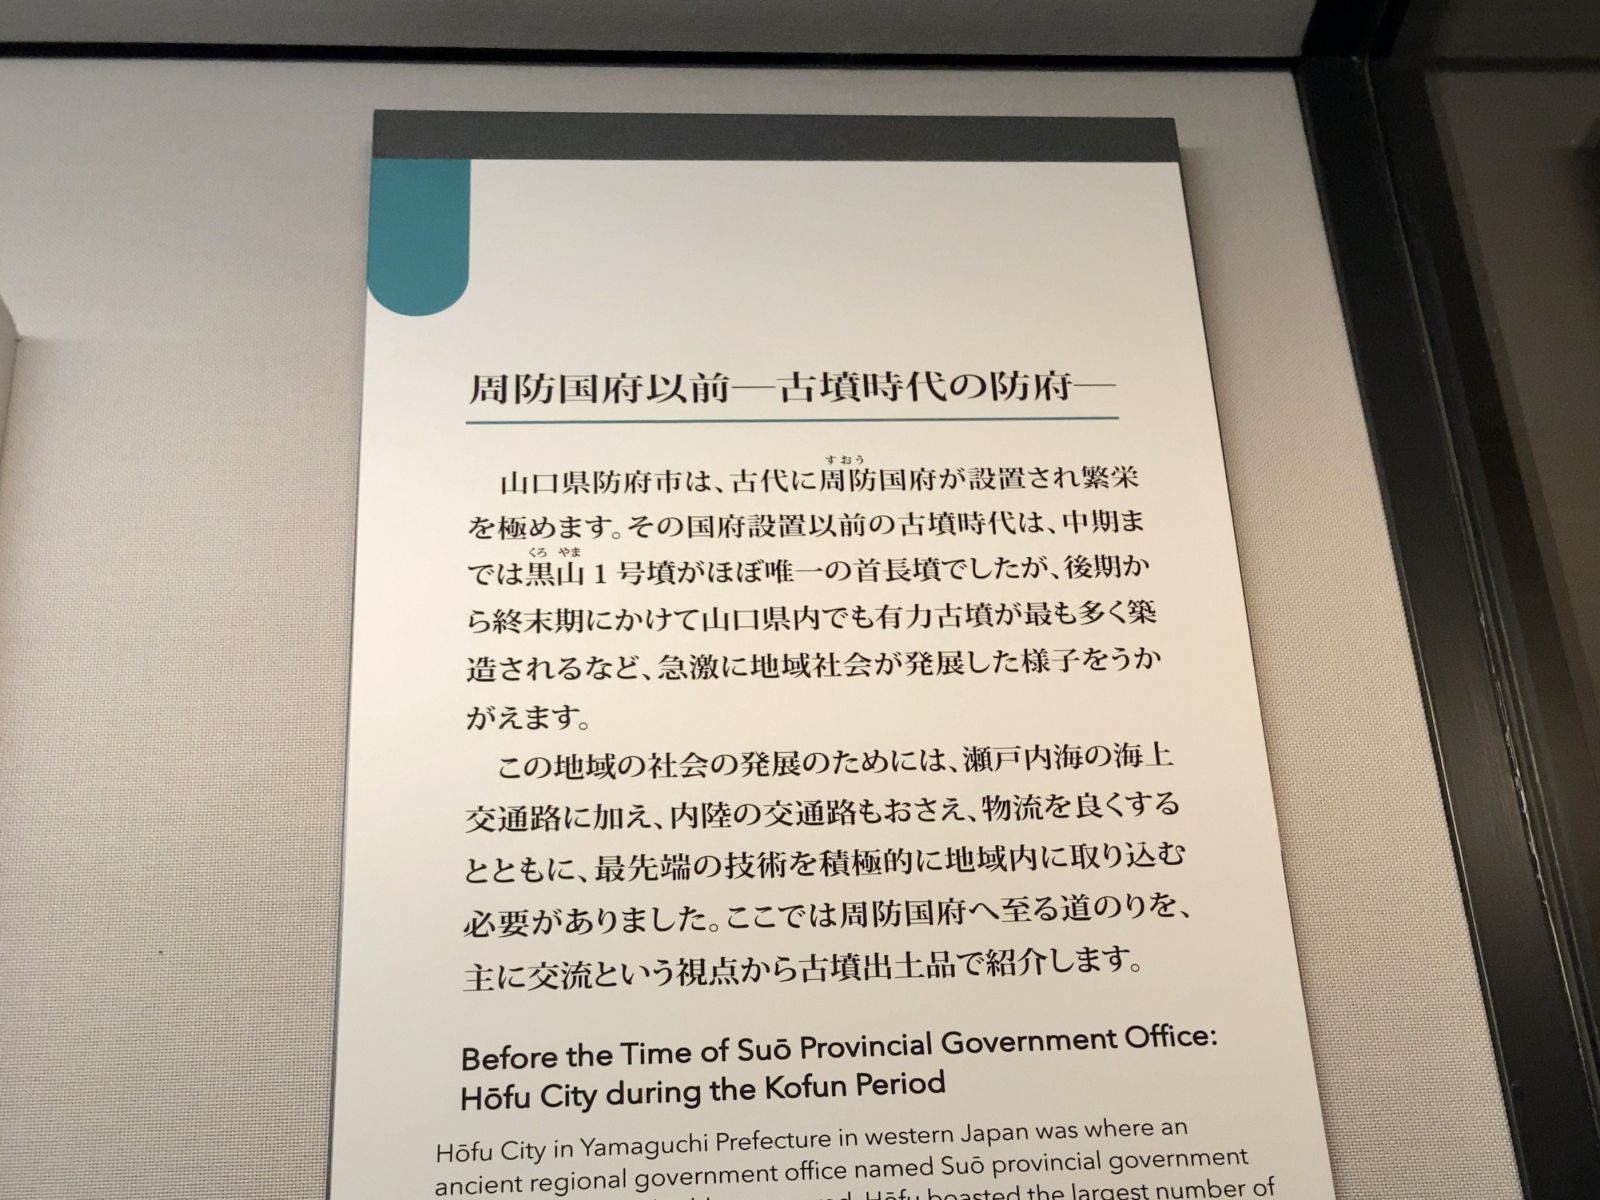 周防国府以前―古墳時代の防府―
すおう
山口県防府市は、古代に周防国府が設置され繁栄
を極めます。その国府設置以前の古墳時代は、中期ま
くろ やま
では黒山1号墳がほぼ唯一の首長墳でしたが、後期か
ら終末期にかけて山口県内でも有力古墳が最も多く築
造されるなど、急激に地域社会が発展した様子をうか
がえます。
この地域の社会の発展のためには、瀬戸内海の海上
交通路に加え、内陸の交通路もおさえ、物流を良くする
とともに、最先端の技術を積極的に地域内に取り込む
必要がありました。ここでは周防国府へ至る道のりを、
主に交流という視点から古墳出土品で紹介します。
Before the Time of Suō Provincial Government Office:
Hōfu City during the Kofun Period
Hōfu City in Yamaguchi Prefecture in western Japan was where an
ancient regional government office named Suō provincial government
Hōfu boasted the largest number of